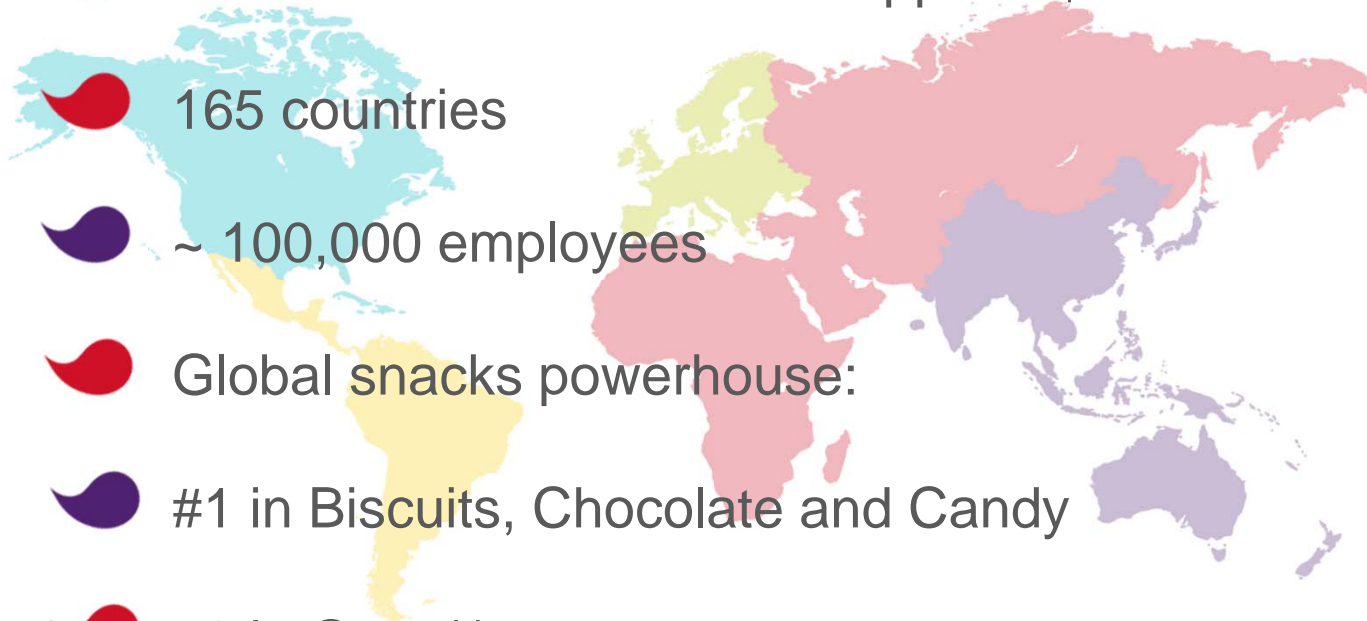 165 countries
~ 100,000 employees
Global snacks powerhouse:
#1 in Biscuits, Chocolate and Candy